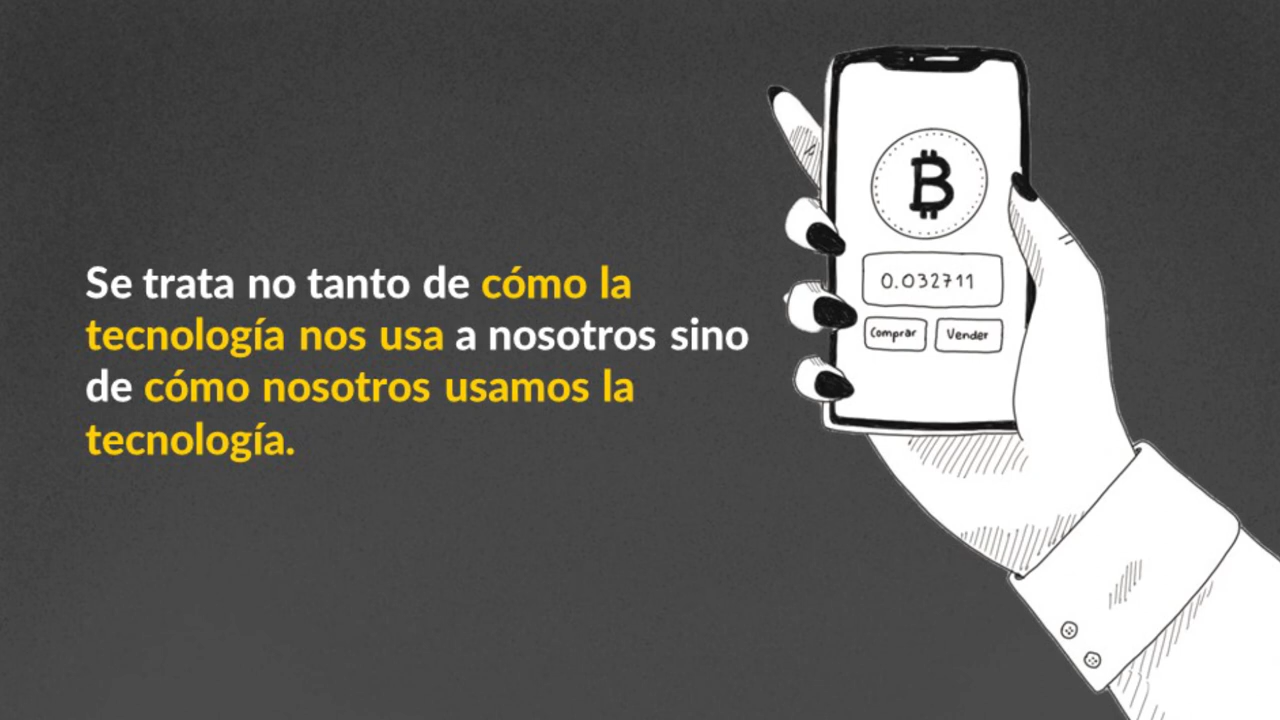 Se trata no tanto de cómo la
tecnología nos usa a nosotros sino
de cómo nosotros usamos la
tecnología.
₿
0.032711
Comprar Vender